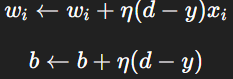 wᵢ ← wᵢ + η(d − y)xᵢ
b ← b + η(d − y)